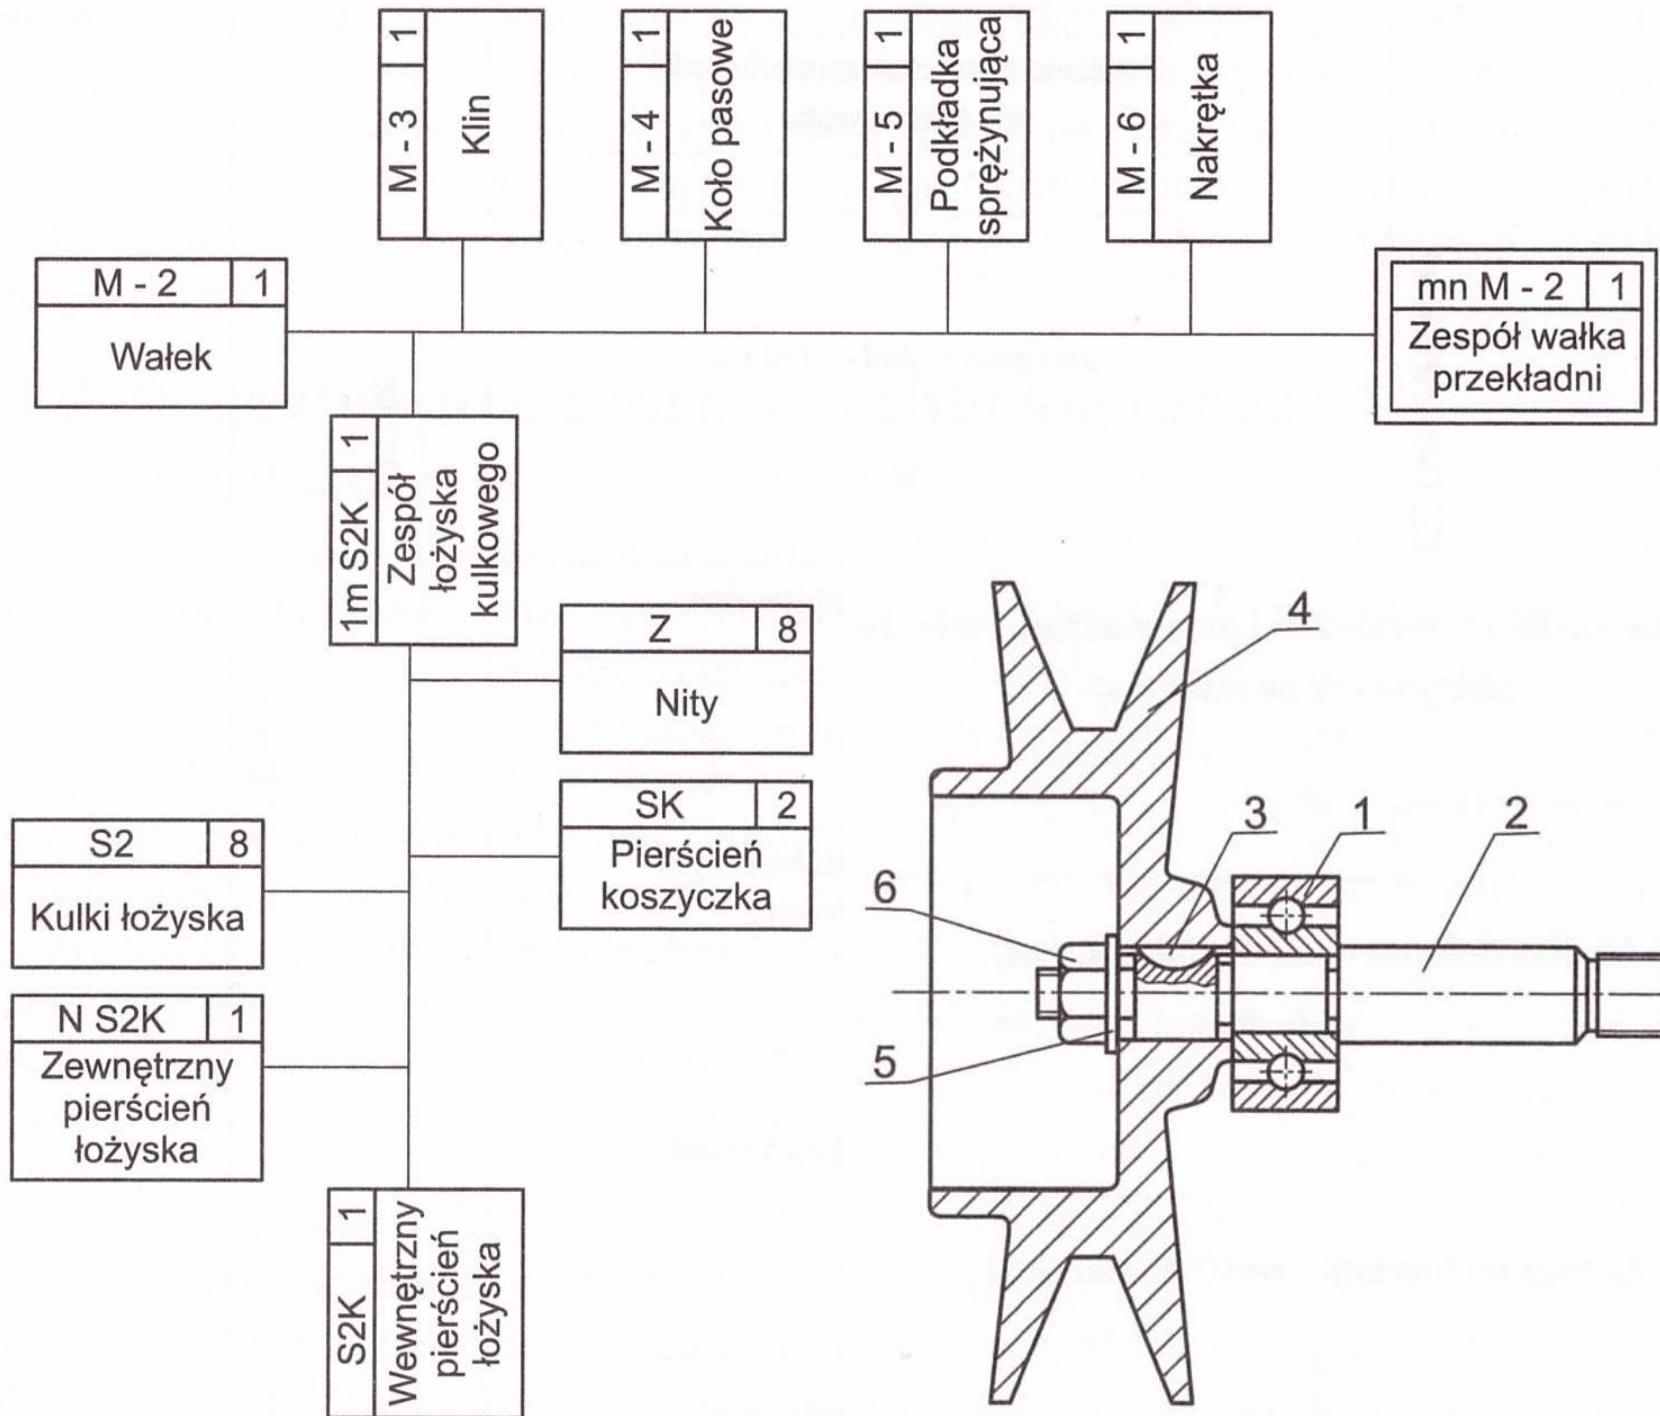 M - 3 1
Klin
M - 4 1
Koło pasowe
M - 5 1
Podkładka
sprężynująca
M - 6 1
Nakrętka
M - 2 1
Wałek
mn M - 2 1
Zespół wałka
przekładni
1m S2K 1
Zespół
łożyska
kulkowego
Z 8
Nity
SK 2
Pierścień
koszyczka
S2 8
Kulki łożyska
N S2K 1
Zewnętrzny
pierścień
łożyska
S2K 1
Wewnętrzny
pierścień
łożyska
4
3
1
2
6
5